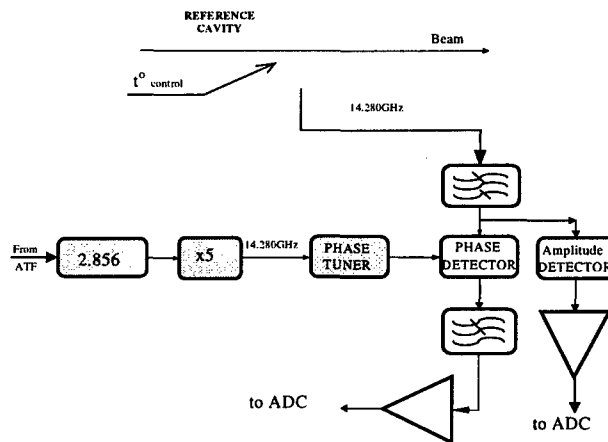 REFERENCE
CAVITY
Beam
t° control
14.280GHz
From
ATF
2.856
x5
14.280GHz
PHASE
TUNER
PHASE
DETECTOR
Amplitude
DETECTOR
to ADC
to ADC